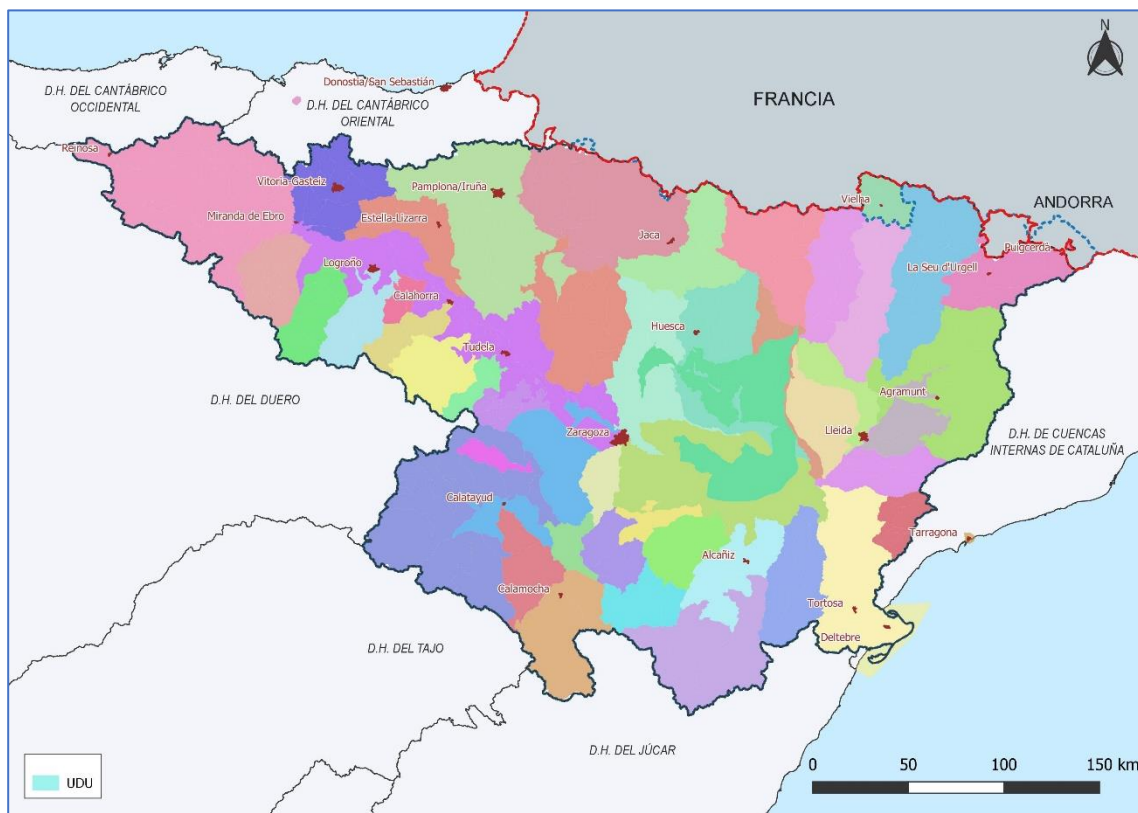 N
D.H. DEL CANTÁBRICO
OCCIDENTAL
Donostia/San Sebastián
D.H. DEL CANTÁBRICO
ORIENTAL
FRANCIA
Reinosa
Vitoria-Gasteiz
Pamplona/Iruña
Vielha
ANDORRA
Miranda de Ebro
Estella-Lizarra
Jaca
Puigcerdá
La Seu d'Urgell
Logroño
Calahorra
Huesca
Tudela
D.H. DEL DUERO
Agramunt
Zaragoza
Lleida
D.H. DE CUENCAS
INTERNAS DE CATALUÑA
Calatayud
Tarragona
Alcañiz
Calamocha
Tortosa
Deltebre
D.H. DEL TAJO
D.H. DEL JÚCAR
UDU
0 50 100 150 km